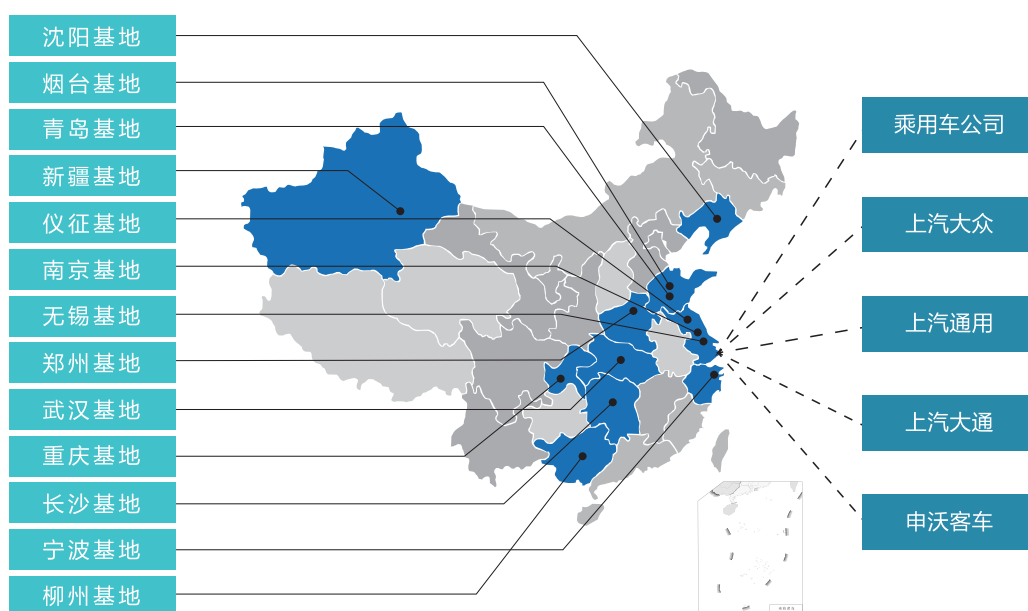 沈阳基地
烟台基地
青岛基地
新疆基地
仪征基地
南京基地
无锡基地
郑州基地
武汉基地
重庆基地
长沙基地
宁波基地
柳州基地
乘用车公司
上汽大众
上汽通用
上汽大通
申沃客车